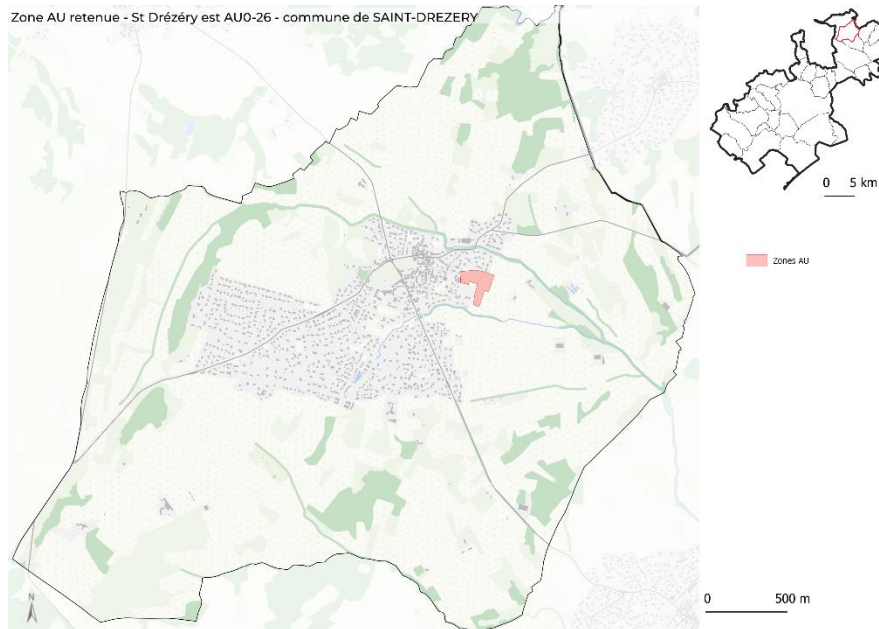 Zone AU retenue - St Drézéry est AU0-26 - commune de SAINT-DREZERY
0 5 km
Zones AU
0 500 m
N